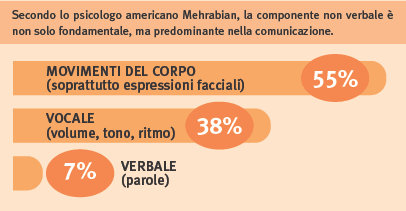 Secondo lo psicologo americano Mehrabian, la componente non verbale è
non solo fondamentale, ma predominante nella comunicazione.
MOVIMENTI DEL CORPO
(soprattutto espressioni facciali)
55%
VOCALE
(volume, tono, ritmo)
38%
7%
VERBALE
(parole)